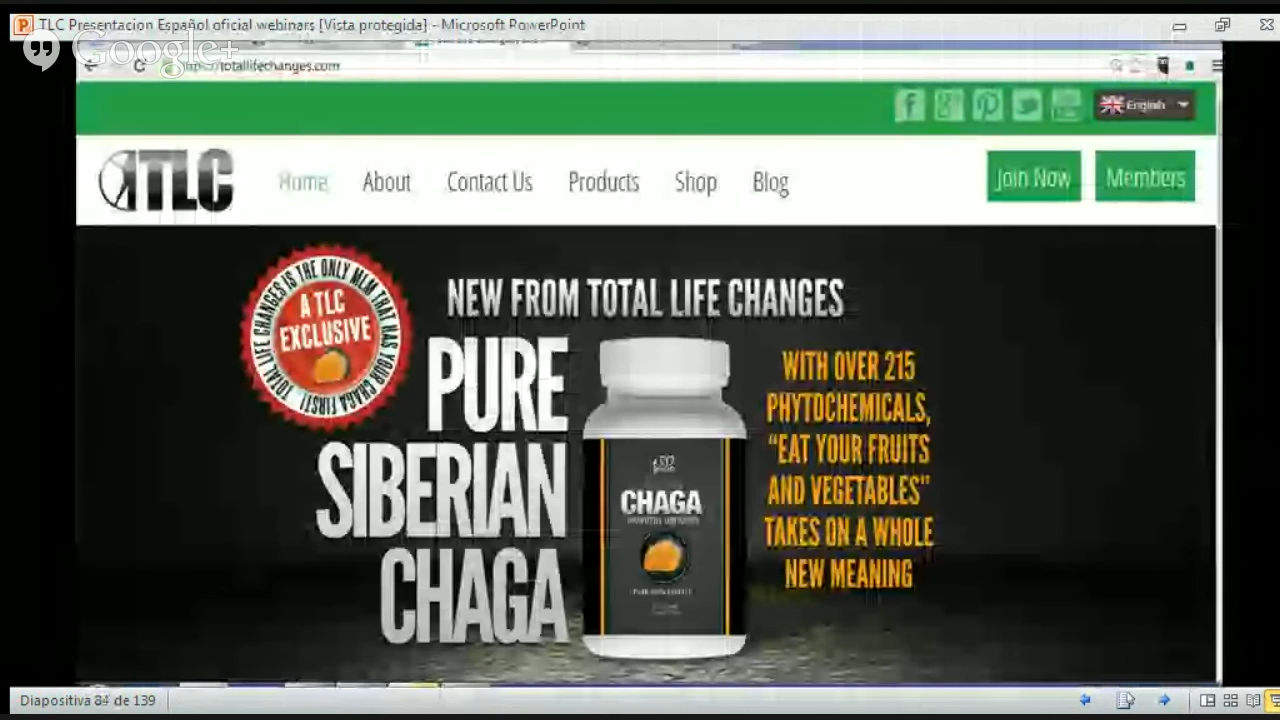 TLC Presentacion Español oficial webinars [Vista protegida] - Microsoft PowerPoint
Google+
totallifechanges.com
English
TLC
Home
About
Contact Us
Products
Shop
Blog
Join Now
Members
TOTAL LIFE CHANGES IS THE ONLY MLM THAT HAS YOUR CHAGA FIRST!
A TLC
EXCLUSIVE
NEW FROM TOTAL LIFE CHANGES
PURE
SIBERIAN
CHAGA
CHAGA
WITH OVER 215
PHYTOCHEMICALS,
"EAT YOUR FRUITS
AND VEGETABLES"
TAKES ON A WHOLE
NEW MEANING
Diapositiva 84 de 139